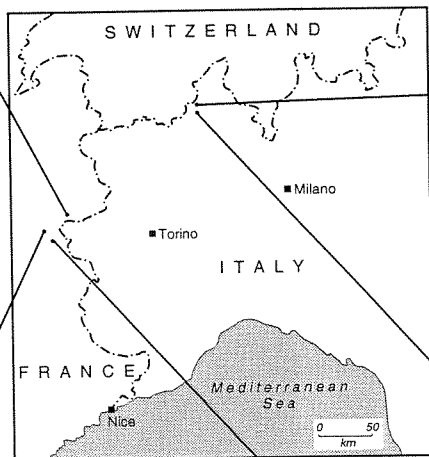 SWITZERLAND
Milano
Torino
ITALY
FRANCE
Mediterranean
Sea
Nice
0 50
km